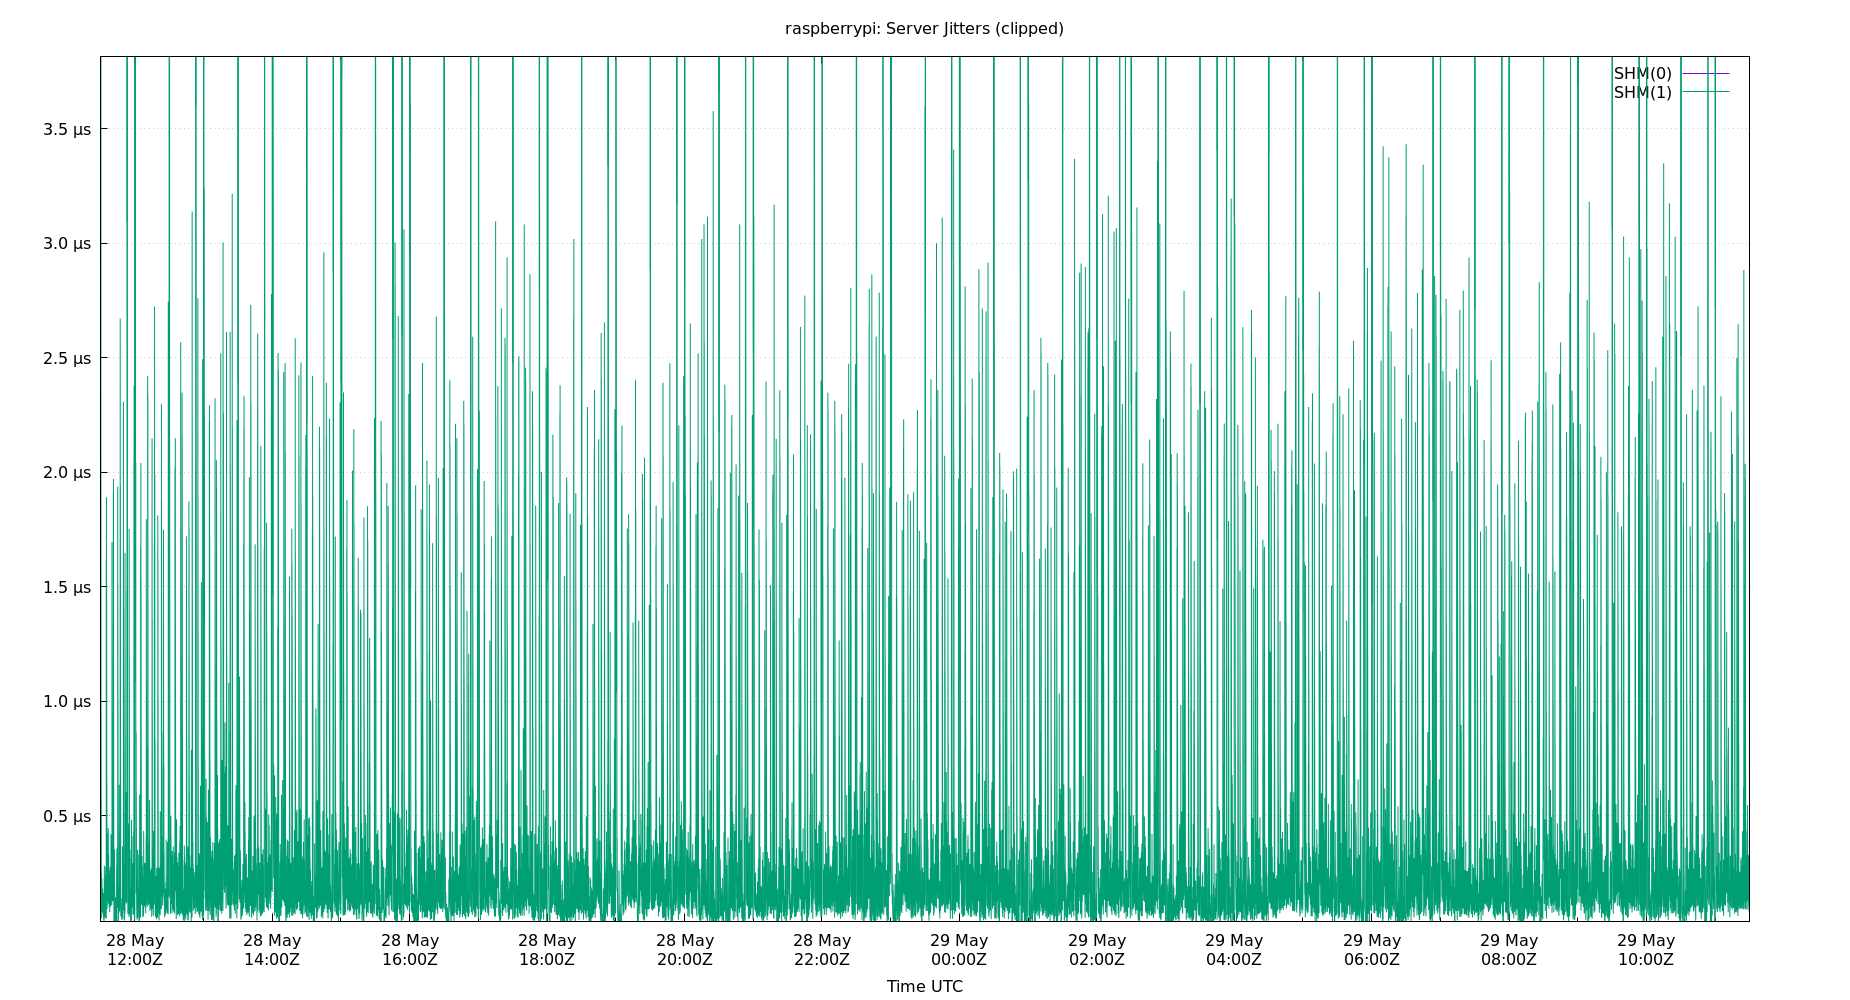 raspberrypi: Server Jitters (clipped)
SHM(0)
SHM(1)
3.5 µs
3.0 µs
2.5 µs
2.0 µs
1.5 µs
1.0 µs
0.5 µs
28 May 28 May 28 May 28 May 28 May 28 May 29 May 29 May 29 May 29 May 29 May 29 May
12:00Z 14:00Z 16:00Z 18:00Z 20:00Z 22:00Z 00:00Z 02:00Z 04:00Z 06:00Z 08:00Z 10:00Z
Time UTC